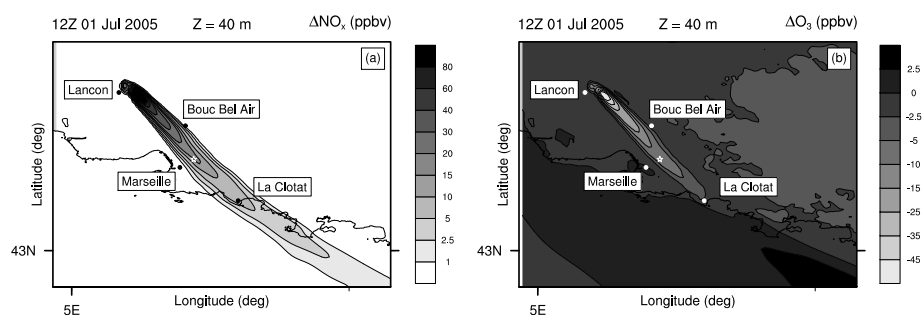 12Z 01 Jul 2005 Z = 40 m ΔNOx (ppbv)
(a)
Lancon
Bouc Bel Air
Marseille
La Clotat
Latitude (deg)
43N
5E
Longitude (deg)
80
60
40
30
20
15
10
5
2.5
1
12Z 01 Jul 2005 Z = 40 m ΔO3 (ppbv)
(b)
Lancon
Bouc Bel Air
Marseille
La Clotat
Latitude (deg)
43N
5E
Longitude (deg)
2.5
0
-2.5
-5
-10
-15
-25
-35
-45